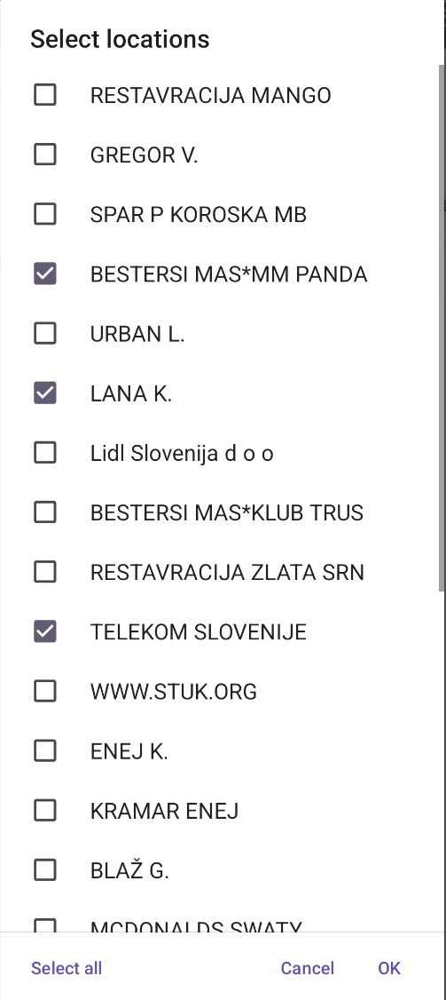 Select locations
RESTAVRACIJA MANGO
GREGOR V.
SPAR P KOROSKA MB
BESTERSI MAS*MM PANDA
URBAN L.
LANA K.
Lidl Slovenija d o o
BESTERSI MAS*KLUB TRUS
RESTAVRACIJA ZLATA SRN
TELEKOM SLOVENIJE
WWW.STUK.ORG
ENEJ K.
KRAMAR ENEJ
BLAŽ G.
MCDONALDS SWATY
Select all
Cancel
OK